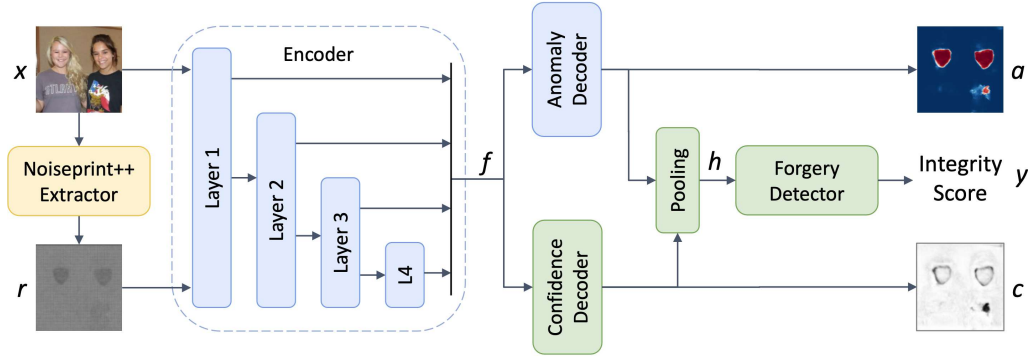 x
Noiseprint++
Extractor
r
Encoder
Layer 1
Layer 2
Layer 3
L4
f
Anomaly
Decoder
Confidence
Decoder
Pooling
h
Forgery
Detector
a
Integrity
Score
y
c